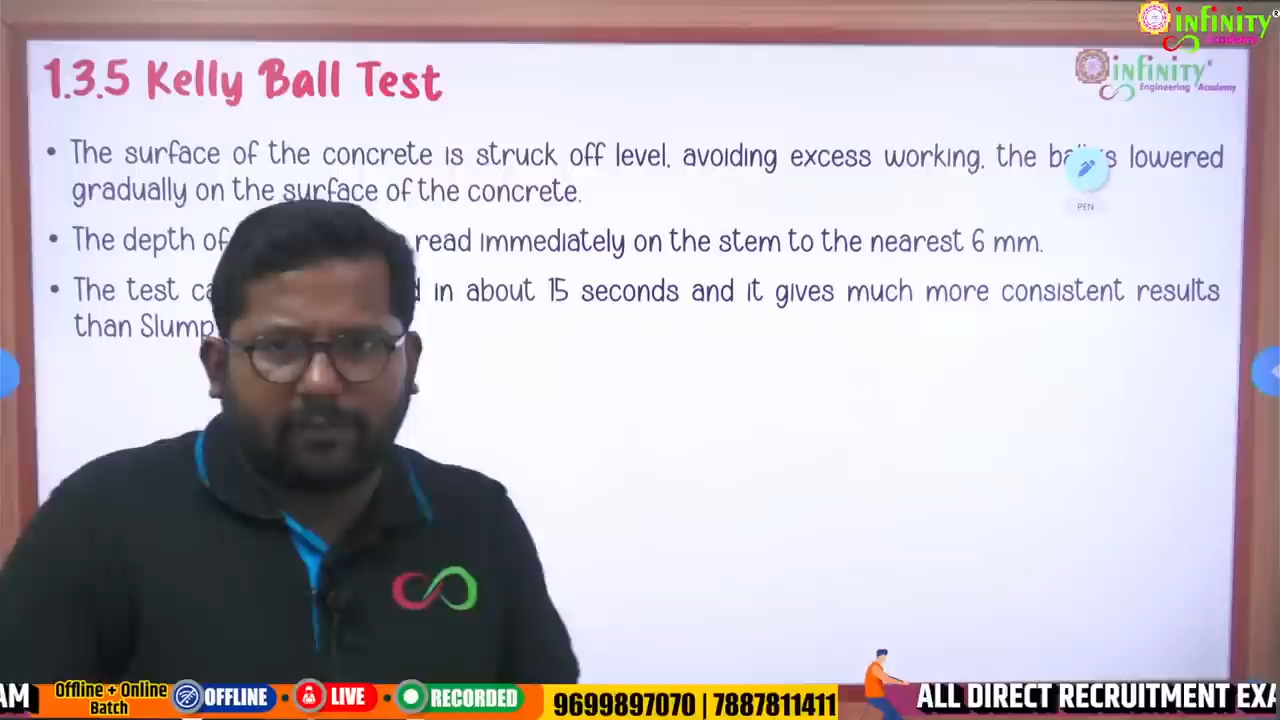 infinity
Academy
1.3.5 Kelly Ball Test
infinity
Engineering Academy
• The surface of the concrete is struck off level, avoiding excess working, the lowered
gradually on the surface of the concrete.
PEN
• The depth of read immediately on the stem to the nearest 6 mm.
• The test in about 15 seconds and it gives much more consistent results
than Slump
AM
Offline + Online
Batch
OFFLINE
LIVE
RECORDED
9699897070 | 7887811411
ALL DIRECT RECRUITMENT EXA